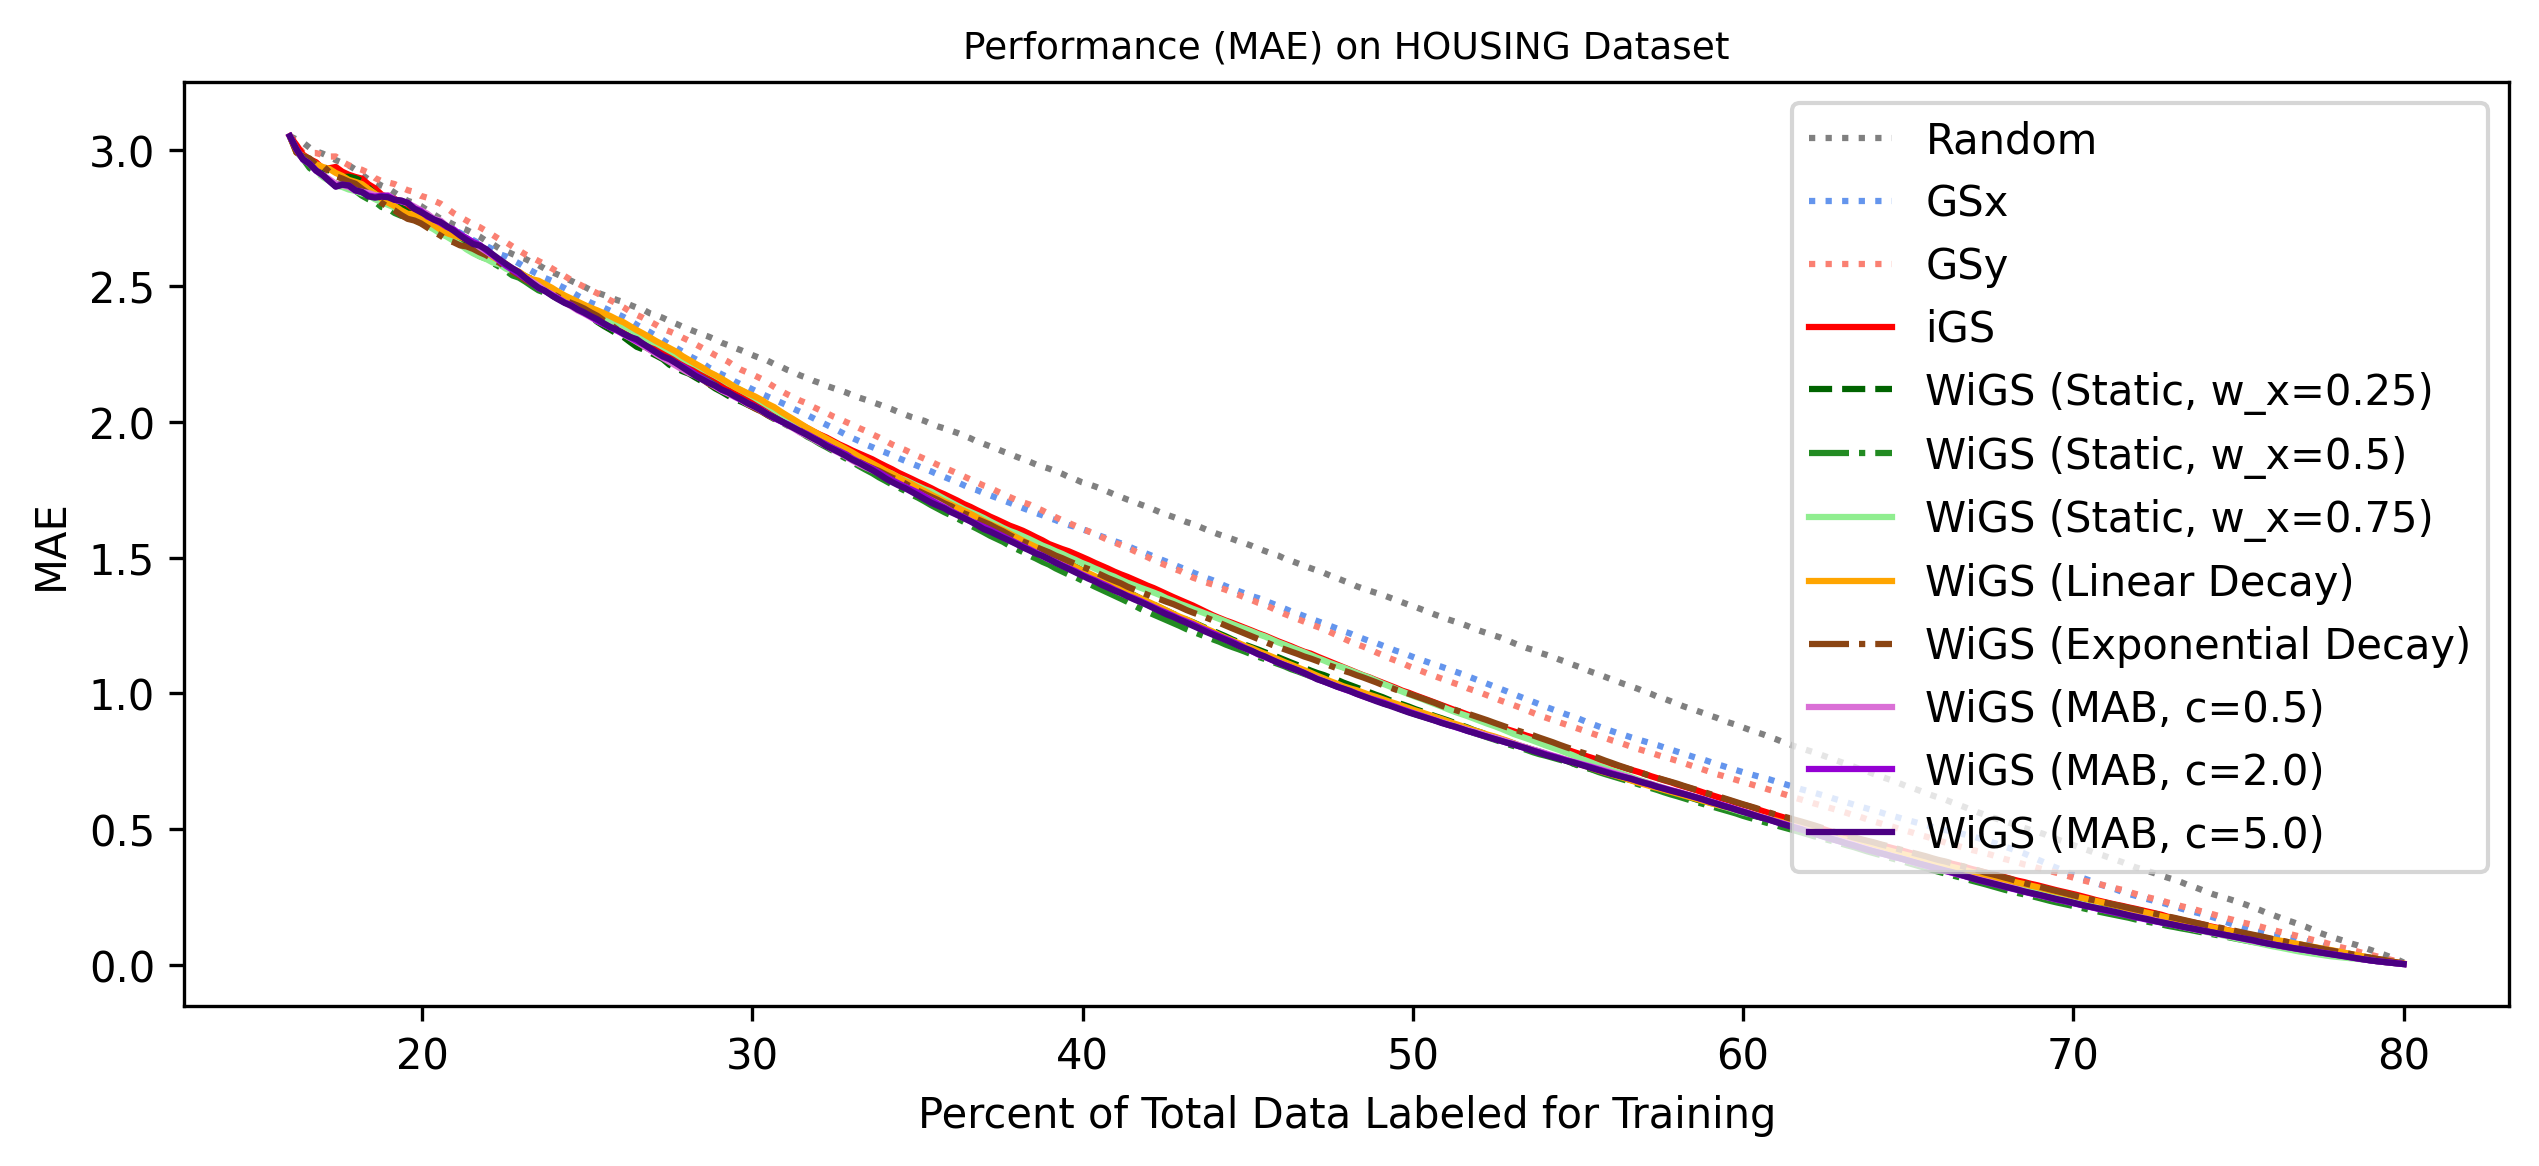 Performance (MAE) on HOUSING Dataset
MAE
3.0
2.5
2.0
1.5
1.0
0.5
0.0
Random
GSx
GSy
iGS
WiGS (Static, w_x=0.25)
WiGS (Static, w_x=0.5)
WiGS (Static, w_x=0.75)
WiGS (Linear Decay)
WiGS (Exponential Decay)
WiGS (MAB, c=0.5)
WiGS (MAB, c=2.0)
WiGS (MAB, c=5.0)
20 30 40 50 60 70 80
Percent of Total Data Labeled for Training